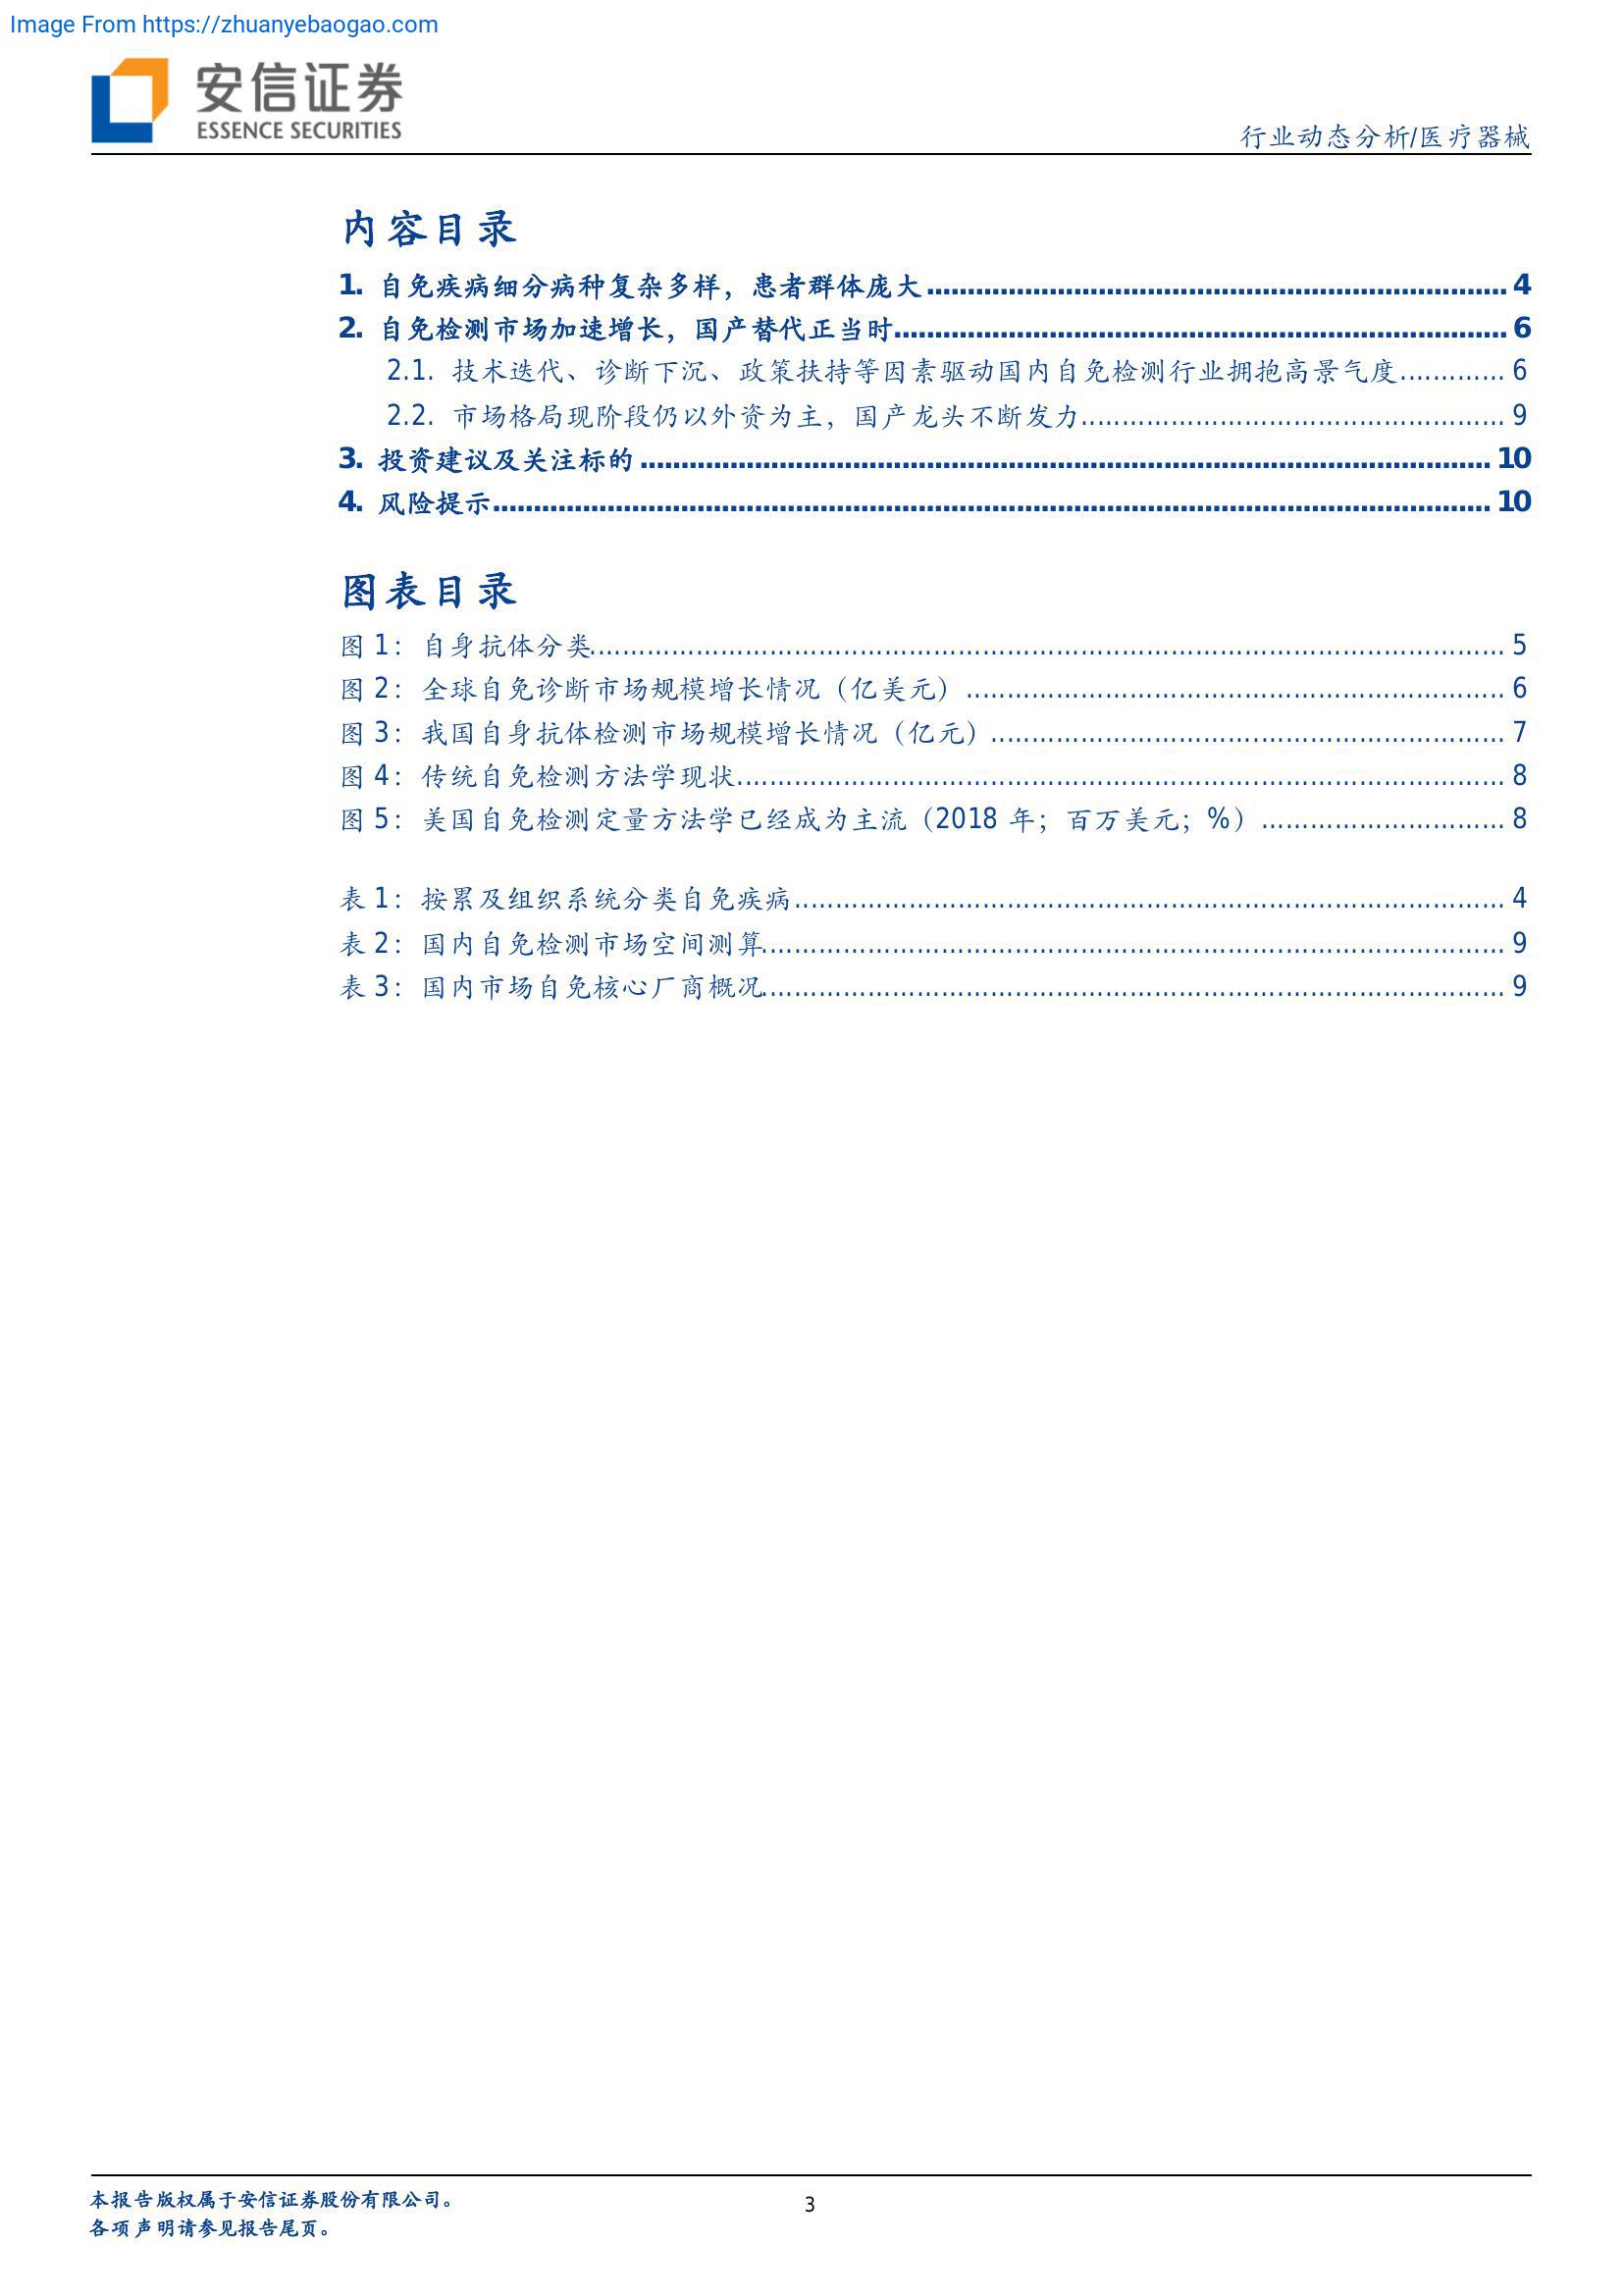 Image From https://zhuanyebaogao.com
安信证券
ESSENCE SECURITIES
行业动态分析/医疗器械
内容目录
1. 自免疾病细分病种复杂多样，患者群体庞大 4
2. 自免检测市场加速增长，国产替代正当时 6
2.1. 技术迭代、诊断下沉、政策扶持等因素驱动国内自免检测行业拥抱高景气度 6
2.2. 市场格局现阶段仍以外资为主，国产龙头不断发力 9
3. 投资建议及关注标的 10
4. 风险提示 10
图表目录
图 1：自身抗体分类 5
图 2：全球自免诊断市场规模增长情况（亿美元） 6
图 3：我国自身抗体检测市场规模增长情况（亿元） 7
图 4：传统自免检测方法学现状 8
图 5：美国自免检测定量方法学已经成为主流（2018 年；百万美元；%） 8
表 1：按累及组织系统分类自免疾病 4
表 2：国内自免检测市场空间测算 9
表 3：国内市场自免核心厂商概况 9
本报告版权属于安信证券股份有限公司。
各项声明请参见报告尾页。
3